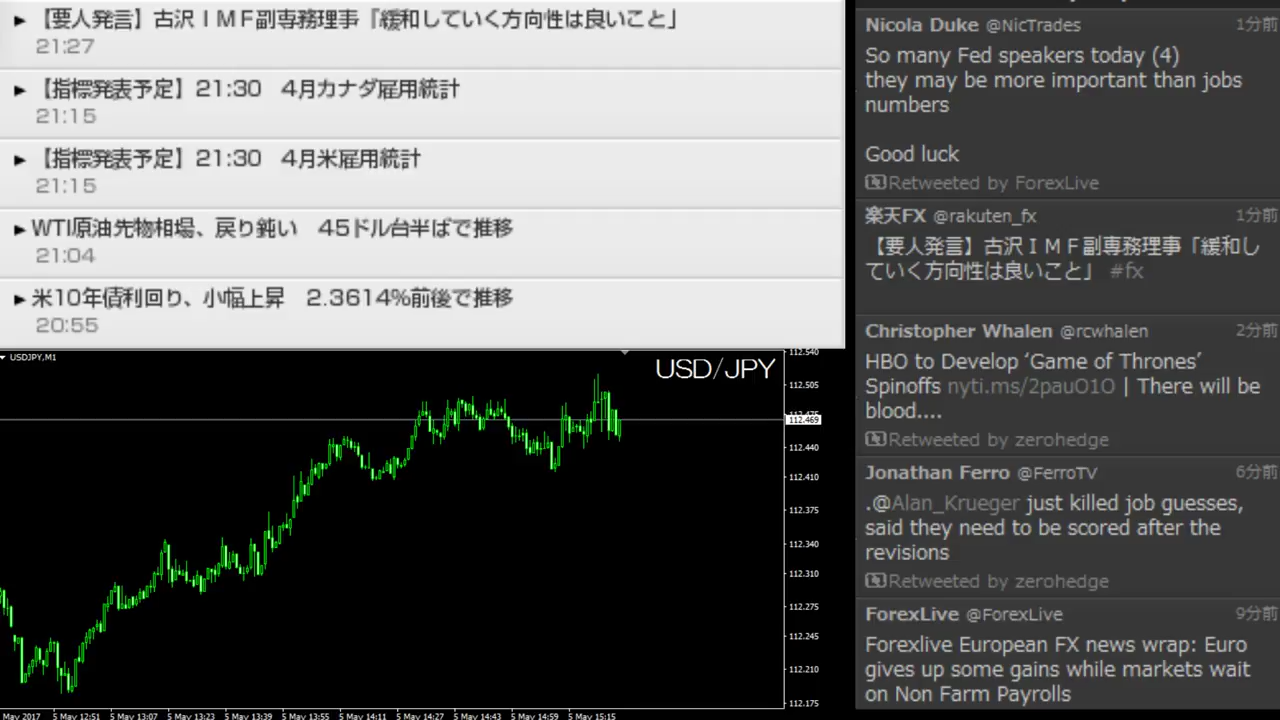 ▶【要人発言】古沢ＩＭＦ副専務理事「緩和していく方向性は良いこと」
21:27
▶【指標発表予定】21:30　4月カナダ雇用統計
21:15
▶【指標発表予定】21:30　4月米雇用統計
21:15
▶WTI原油先物相場、戻り鈍い　45ドル台半ばで推移
21:04
▶米10年債利回り、小幅上昇　2.3614%前後で推移
20:55
USDJPY,M1
USD/JPY
112.540
112.505
112.469
112.440
112.410
112.375
112.340
112.310
112.275
112.245
112.210
112.175
May 2017 5 May 12:51 5 May 13:07 5 May 13:23 5 May 13:39 5 May 13:55 5 May 14:11 5 May 14:27 5 May 14:43 5 May 14:59 5 May 15:15
Nicola Duke @NicTrades 1分前
So many Fed speakers today (4)
they may be more important than jobs
numbers
Good luck
Retweeted by ForexLive
楽天FX @rakuten_fx 1分前
【要人発言】古沢ＩＭＦ副専務理事「緩和し
ていく方向性は良いこと」 #fx
Christopher Whalen @rcwhalen 2分前
HBO to Develop ‘Game of Thrones’
Spinoffs nyti.ms/2pauO1O | There will be
blood....
Retweeted by zerohedge
Jonathan Ferro @FerroTV 6分前
.@Alan_Krueger just killed job guesses,
said they need to be scored after the
revisions
Retweeted by zerohedge
ForexLive @ForexLive 9分前
Forexlive European FX news wrap: Euro
gives up some gains while markets wait
on Non Farm Payrolls